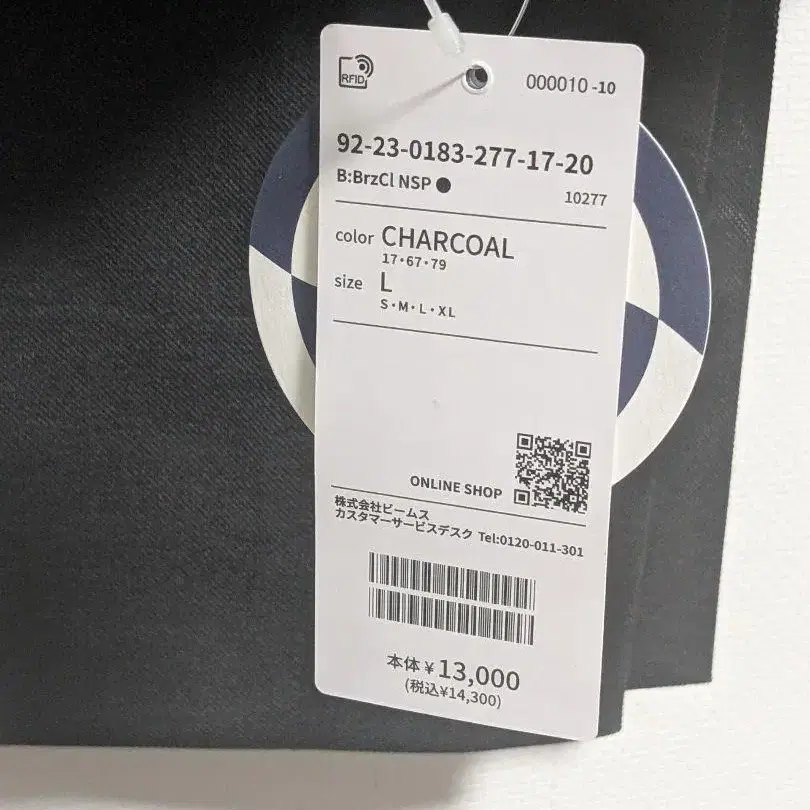 RFID
000010 -10
92-23-0183-277-17-20
B:BrzCl NSP ●
10277
color CHARCOAL
17・67・79
size L
S・M・L・XL
ONLINE SHOP
株式会社ビームス
カスタマーサービスデスク Tel:0120-011-301
本体 ¥ 13,000
(税込¥14,300)